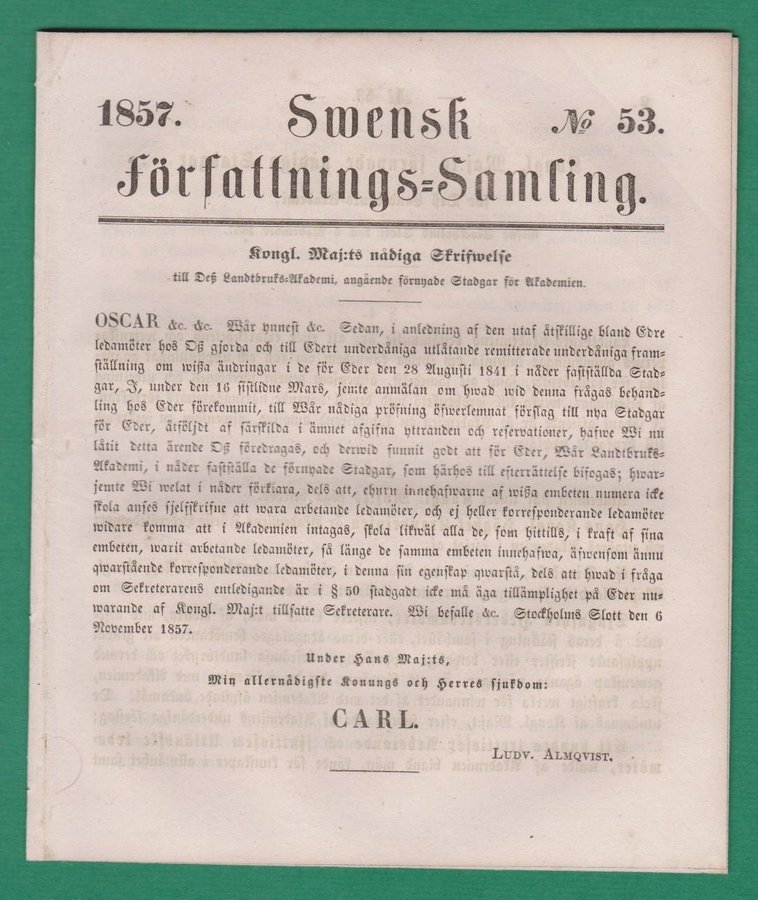 1857. Swensk № 53.
Författnings=Samling.
Kongl. Maj:ts nådiga Skrifwelse
till Deß Landtbruks=Akademi, angående förnyade Stadgar för Akademien.
OSCAR &c. &c. Wår ynnest &c. Sedan, i anledning af den utaf åtskillige bland Edre
ledamöter hos Oß gjorda och till Edert underdåniga utlåtande remitterade underdåniga fram=
ställning om wißa ändringar i de för Eder den 28 Augusti 1841 i nåder fastställda Stad=
gar, J, under den 16 sistlidne Mars, jemte anmälan om hwad wid denna frågas behand=
ling hos Eder förekommit, till Wår nådiga pröfning öfwerlemnat förslag till nya Stadgar
för Eder, åtföljdt af särskilda i ämnet afgifna yttranden och reservationer, hafwe Wi nu
låtit detta ärende Oß föredragas, och derwid funnit godt att för Eder, Wår Landtbruks=
Akademi, i nåder fastställa de förnyade Stadgar, som härhos till efterrättelse bifogas; hwar=
jemte Wi welat i nåder förklara, dels att, ehuru innehafwarne af wißa embeten numera icke
skola anses sjelfskrifne att wara arbetande ledamöter, och ej heller korresponderande ledamöter
widare komma att i Akademien intagas, skola likwäl alla de, som hittills, i kraft af sina
embeten, warit arbetande ledamöter, så länge de samma embeten innehafwa, äfwensom ännu
qwarstående korresponderande ledamöter, i denna sin egenskap qwarstå, dels att hwad i fråga
om Sekreterarens entledigande är i § 50 stadgadt icke må äga tillämplighet på Eder nu=
warande af Kongl. Maj:t tillsatte Sekreterare. Wi befalle &c. Stockholms Slott den 6
November 1857.
Under Hans Maj:ts,
Min allernådigste Konungs och Herres sjukdom:
CARL.
LUDV. ALMQVIST.